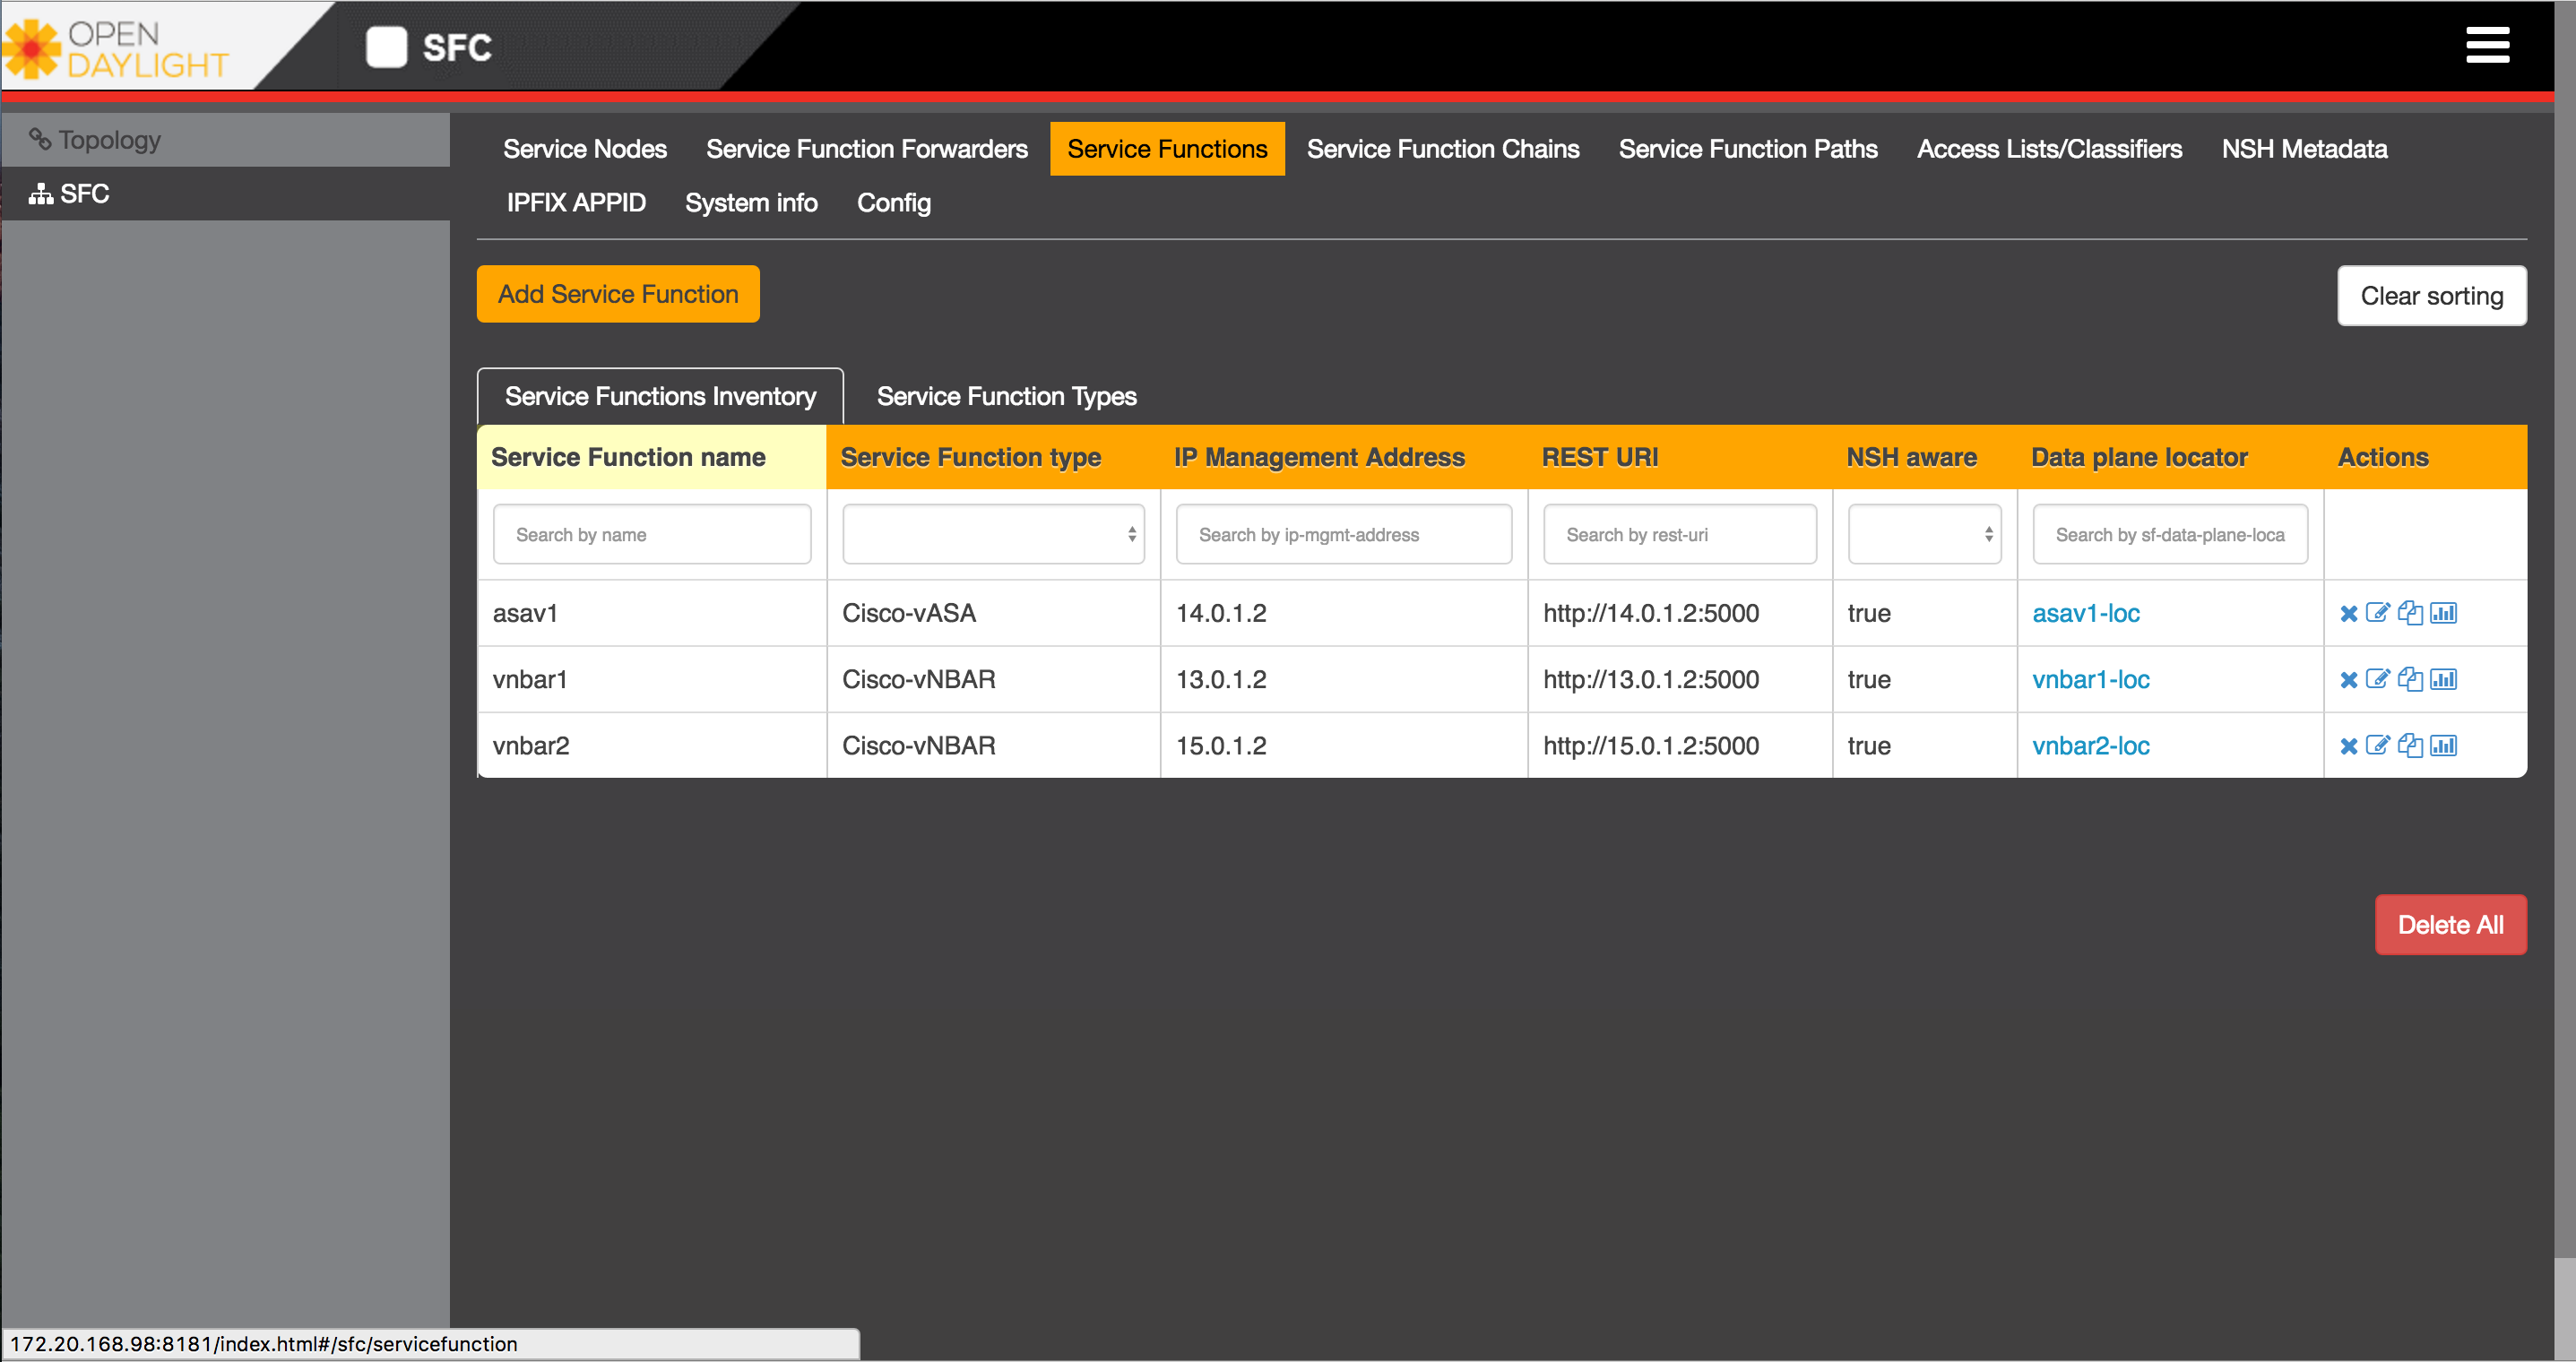 OPEN
DAYLIGHT
SFC
Topology
SFC
Service Nodes Service Function Forwarders Service Functions Service Function Chains Service Function Paths Access Lists/Classifiers NSH Metadata
IPFIX APPID System info Config
Add Service Function
Clear sorting
Service Functions Inventory Service Function Types
Service Function name Service Function type IP Management Address REST URI NSH aware Data plane locator Actions
Search by name Search by ip-mgmt-address Search by rest-uri Search by sf-data-plane-loca
asav1 Cisco-vASA 14.0.1.2 http://14.0.1.2:5000 true asav1-loc
vnbar1 Cisco-vNBAR 13.0.1.2 http://13.0.1.2:5000 true vnbar1-loc
vnbar2 Cisco-vNBAR 15.0.1.2 http://15.0.1.2:5000 true vnbar2-loc
Delete All
172.20.168.98:8181/index.html#/sfc/servicefunction